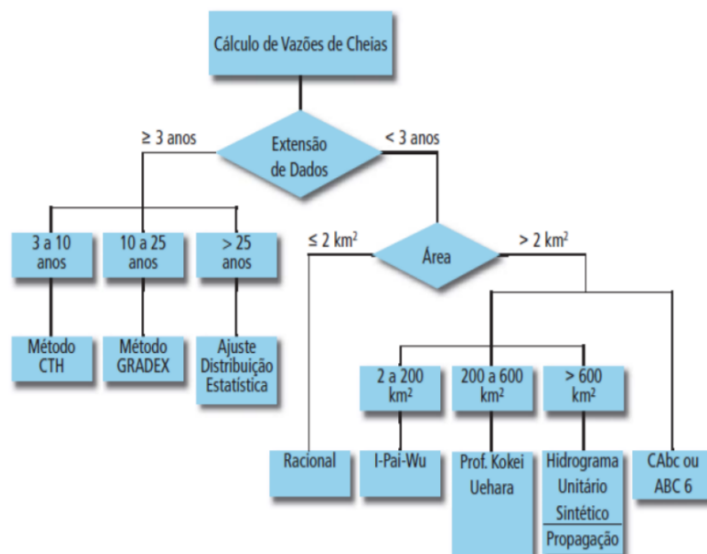 Cálculo de Vazões de Cheias
≥ 3 anos
Extensão
de Dados
< 3 anos
3 a 10
anos
10 a 25
anos
> 25
anos
≤ 2 km²
Área
> 2 km²
Método
CTH
Método
GRADEX
Ajuste
Distribuição
Estatística
2 a 200
km²
200 a 600
km²
> 600
km²
Racional
I-Pai-Wu
Prof. Kokei
Uehara
Hidrograma
Unitário
Sintético
Propagação
CAbc ou
ABC 6